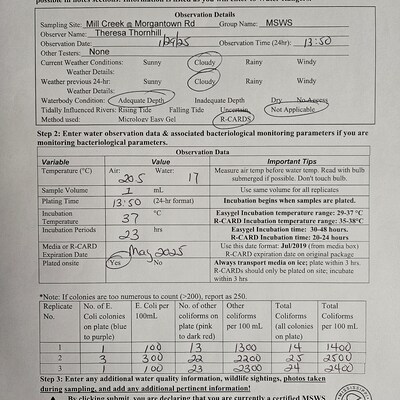 Observation Details
Sampling Site: Mill Creek @ Morgantown Rd Group Name: MSWS
Observer Name: Theresa Thornhill
Observation Date: Observation Time (24hr): 13:50
Other Testers: None
Current Weather Conditions: Sunny Cloudy Rainy Windy
Weather Details:
Weather previous 24-hr: Sunny Cloudy Rainy Windy
Weather Details:
Waterbody Condition: Adequate Depth Inadequate Depth Dry No Access
Tidally Influenced Rivers: Rising Tide Falling Tide Uncertain Not Applicable
Method used: Micrology Easy Gel R-CARDS
Step 2: Enter water observation data & associated bacteriological monitoring parameters if you are
monitoring bacteriological parameters.
Observation Data
Variable Value Important Tips
Temperature (°C) Air: 20.5 Water: 17 Measure air temp before water temp. Read with bulb
submerged if possible. Don't touch bulb.
Sample Volume 1 mL Use same volume for all replicates
Plating Time 13:50 (24-hr format) Incubation begins when samples are plated.
Incubation Temperature 37 °C Easygel Incubation temperature range: 29-37 °C
R-CARD Incubation temperature range: 35-38°C
Incubation Periods 23 hrs Easygel Incubation time: 30-48 hours.
R-CARD Incubation time: 20-24 hours
Media or R-CARD Expiration Date May 2025 Use this date format: Jul/2019 (from media box)
R-CARD expiration date on original package
Plated onsite Yes No Always transport media on ice; plate within 3 hrs.
R-CARDs should only be plated on site; incubate
within 3 hrs
*Note: If colonies are too numerous to count (>200), report as 250.
Replicate No. No. of E. Coli colonies on plate (blue to purple) E. Coli per 100mL No. of other coliforms on plate (pink to dark red) Other coliforms per 100 mL Total Coliforms (all colonies on plate) Total Coliforms per 100 mL
1 1 100 13 1300 14 1400
2 3 300 22 2200 25 2500
3 1 100 23 2300 24 2400
Step 3: Enter any additional water quality information, wildlife sightings, photos taken
during sampling, and add any additional pertinent information!
By clicking submit, you are declaring that you are currently a certified MSWS